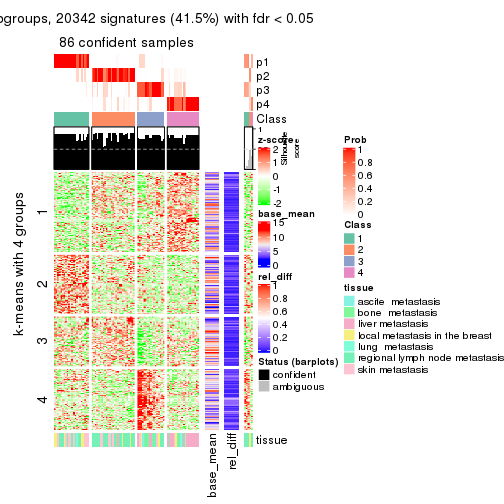 ogroups, 20342 signatures (41.5%) with fdr < 0.05
86 confident samples
p1
p2
p3
p4
Class
1
Silhouette
score
k-means with 4 groups
1
2
3
4
base_mean
rel_diff
tissue
z-score
2
1
0
-1
-2
base_mean
15
10
5
0
rel_diff
1
0.8
0.6
0.4
0.2
0
Status (barplots)
confident
ambiguous
Prob
1
0.8
0.6
0.4
0.2
0
Class
1
2
3
4
tissue
ascite metastasis
bone metastasis
liver metastasis
local metastasis in the breast
lung metastasis
regional lymph node metastasis
skin metastasis